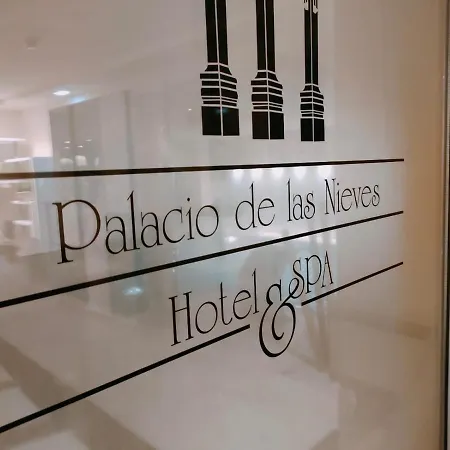 Palacio de las Nieves
Hotel & SPA